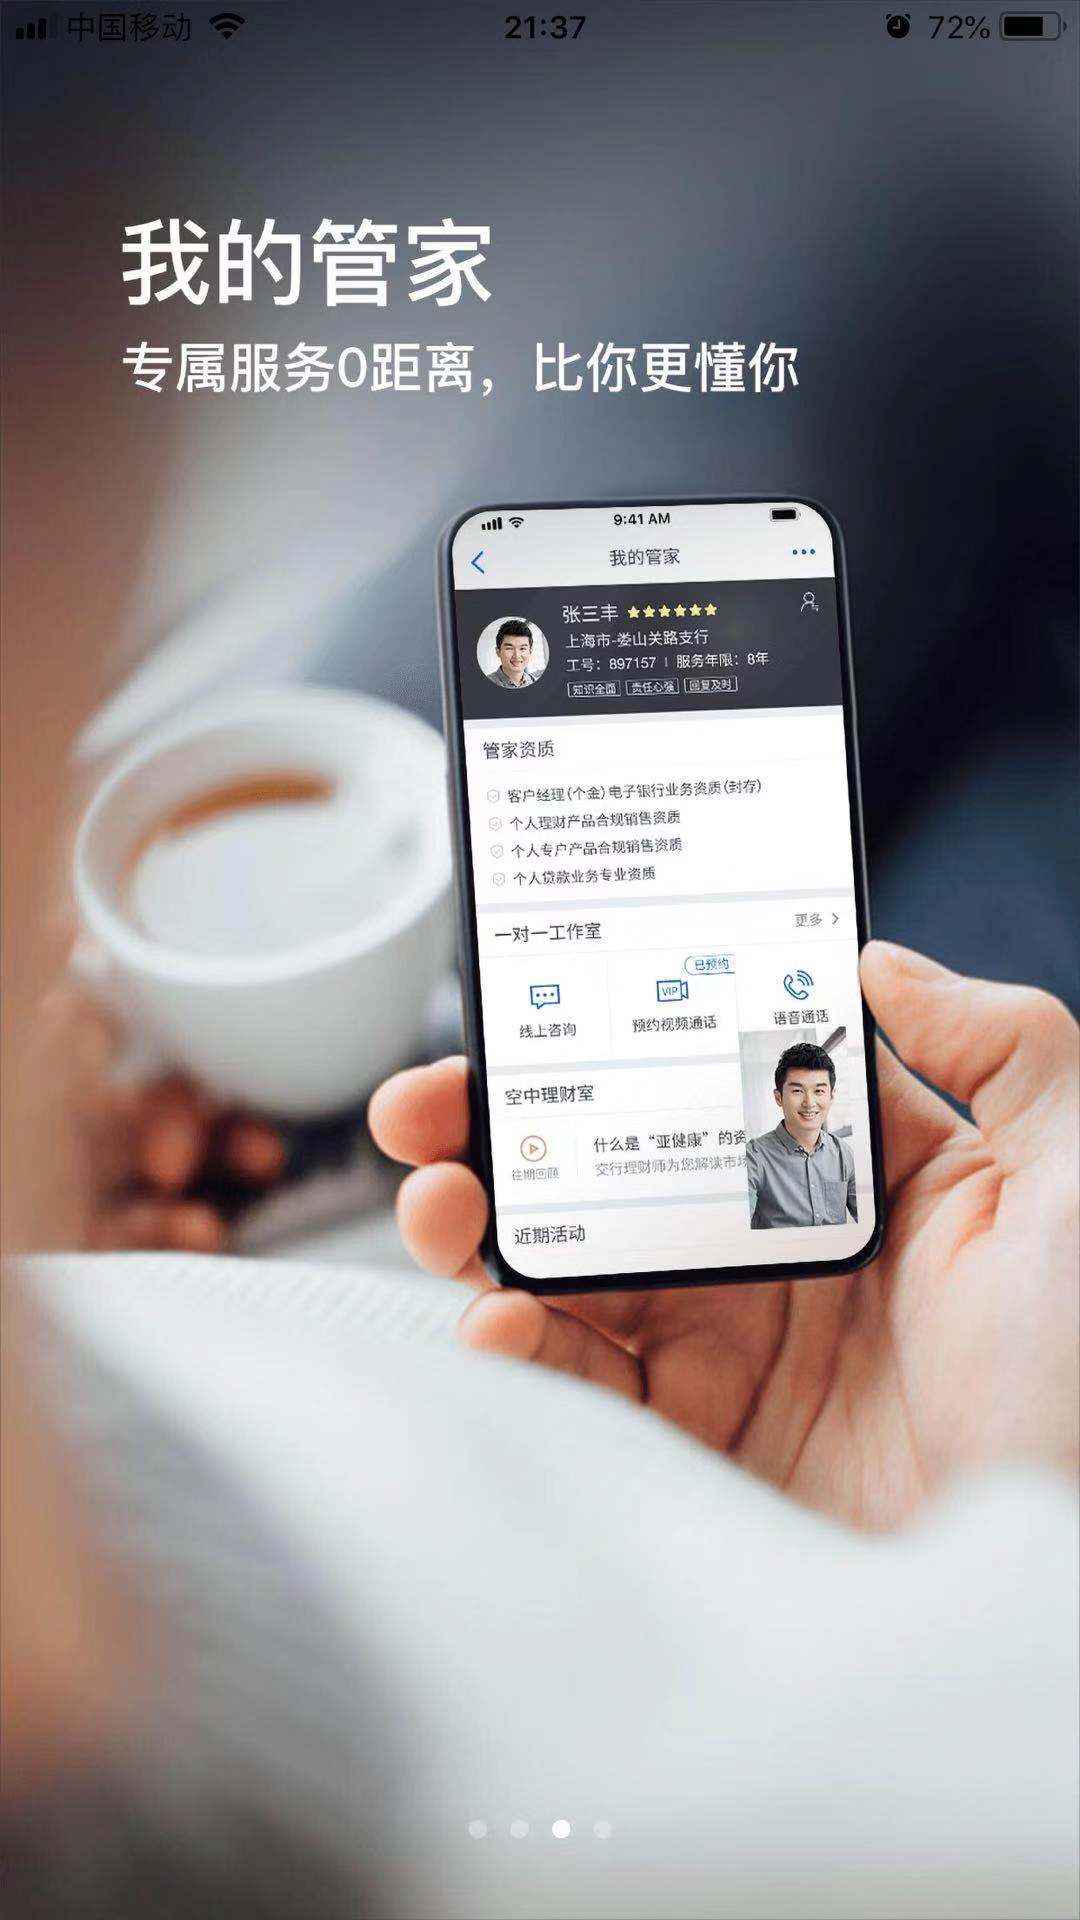 中国移动
21:37
72%
我的管家
专属服务0距离，比你更懂你
9:41 AM
我的管家
张三丰
上海市-娄山关路支行
工号：897157 | 服务年限：8年
知识全面 责任心强 回复及时
管家资质
客户经理(个金)电子银行业务资质(封存)
个人理财产品合规销售资质
个人专户产品合规销售资质
个人贷款业务专业资质
一对一工作室
更多
已预约
VIP
线上咨询
预约视频通话
语音通话
空中理财室
往期回顾
什么是“亚健康”的资
交行理财师为您解读市场
近期活动